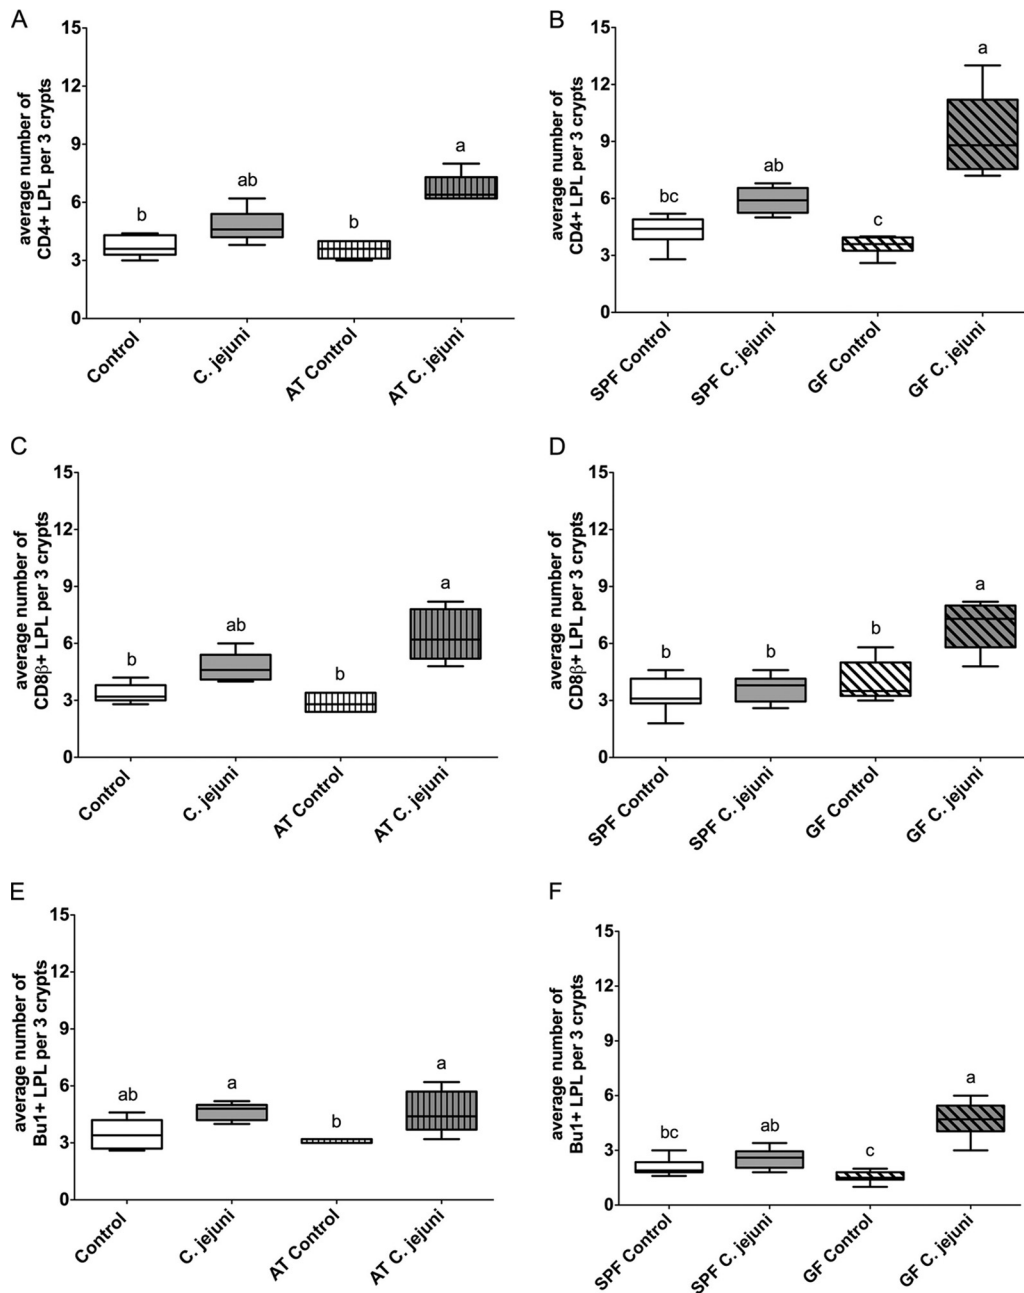 A
average number of
CD4+ LPL per 3 crypts
15
12
9
6
3
0
b
ab
b
a
Control
C. jejuni
AT Control
AT C. jejuni
B
average number of
CD4+ LPL per 3 crypts
15
12
9
6
3
0
bc
ab
c
a
SPF Control
SPF C. jejuni
GF Control
GF C. jejuni
C
average number of
CD8β+ LPL per 3 crypts
15
12
9
6
3
0
b
ab
b
a
Control
C. jejuni
AT Control
AT C. jejuni
D
average number of
CD8β+ LPL per 3 crypts
15
12
9
6
3
0
b
b
b
a
SPF Control
SPF C. jejuni
GF Control
GF C. jejuni
E
average number of
Bu1+ LPL per 3 crypts
15
12
9
6
3
0
ab
a
b
a
Control
C. jejuni
AT Control
AT C. jejuni
F
average number of
Bu1+ LPL per 3 crypts
15
12
9
6
3
0
bc
ab
c
a
SPF Control
SPF C. jejuni
GF Control
GF C. jejuni